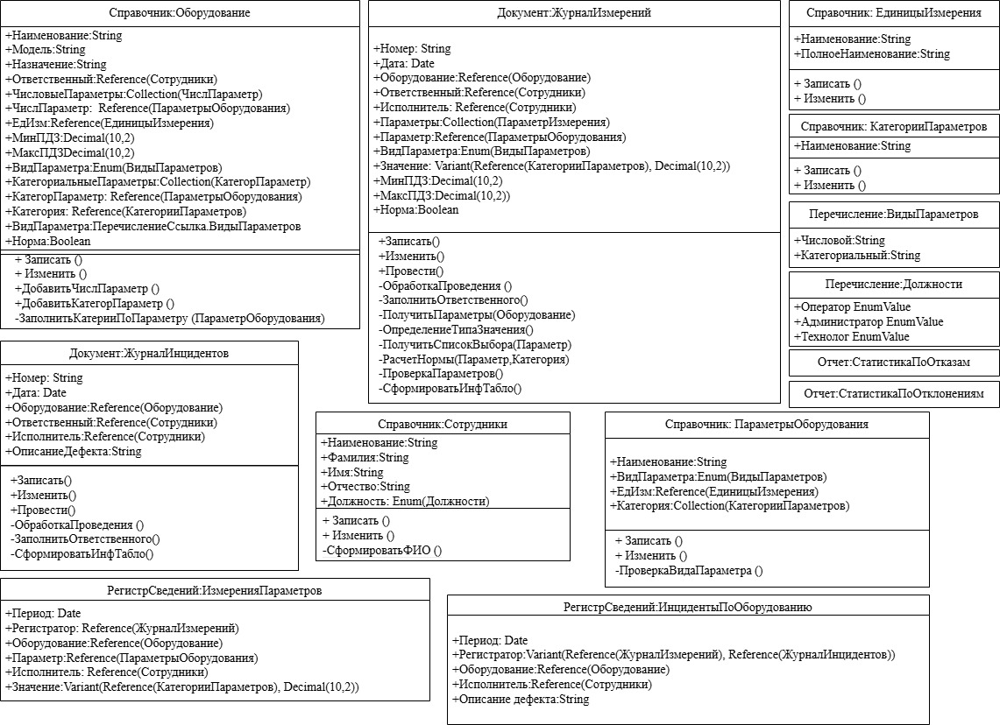 Справочник:Оборудование
+Наименование:String
+Модель:String
+Назначение:String
+Ответственный:Reference(Сотрудники)
+ЧисловыеПараметры:Collection(ЧислПараметр)
+ЧислПараметр:  Reference(ПараметрыОборудования)
+ЕдИзм:Reference(ЕдиницыИзмерения)
+МинПДЗ:Decimal(10,2)
+МаксПДЗDecimal(10,2)
+ВидПараметра:Enum(ВидыПараметров)
+КатегориальныеПараметры:Collection(КатегорПараметр)
+КатегорПараметр: Reference(ПараметрыОборудования)
+Категория: Reference(КатегорииПараметров)
+ВидПараметра:ПеречислениеСсылка.ВидыПараметров
+Норма:Boolean
+ Записать ()
+ Изменить ()
+ДобавитьЧислПараметр ()
+ДобавитьКатегорПараметр ()
-ЗаполнитьКатерииПоПараметру (ПараметрОборудования)
Документ:ЖурналИзмерений
+Номер: String
+Дата: Date
+Оборудование:Reference(Оборудование)
+Ответственный:Reference(Сотрудники)
+Исполнитель: Reference(Сотрудники)
+Параметры:Collection(ПараметрИзмерения)
+Параметр:Reference(ПараметрыОборудования)
+ВидПараметра:Enum(ВидыПараметров)
+Значение: Variant(Reference(КатегорииПараметров), Decimal(10,2))
+МинПДЗ:Decimal(10,2)
+МаксПДЗ:Decimal(10,2))
+Норма:Boolean
+Записать()
+Изменить()
+Провести()
-ОбработкаПроведения ()
-ЗаполнитьОтветственного()
-ПолучитьПараметры(Оборудование)
-ОпределениеТипаЗначения()
-ПолучитьСписокВыбора(Параметр)
-РасчетНормы(Параметр,Категория)
-ПроверкаПараметров()
-СформироватьИнфТабло()
Справочник: ЕдиницыИзмерения
+Наименование:String
+ПолноеНаименование:String
+ Записать ()
+ Изменить ()
Справочник: КатегорииПараметров
+Наименование:String
+ Записать ()
+ Изменить ()
Перечисление:ВидыПараметров
+Числовой:String
+Категориальный:String
Перечисление:Должности
+Оператор EnumValue
+Администратор EnumValue
+Технолог EnumValue
Отчет:СтатистикаПоОтказам
Отчет:СтатистикаПоОтклонениям
Документ:ЖурналИнцидентов
+Номер: String
+Дата: Date
+Оборудование:Reference(Оборудование)
+Ответственный:Reference(Сотрудники)
+Исполнитель:Reference(Сотрудники)
+ОписаниеДефекта:String
+Записать()
+Изменить()
+Провести()
-ОбработкаПроведения ()
-ЗаполнитьОтветственного()
-СформироватьИнфТабло()
Справочник:Сотрудники
+Наименование:String
+Фамилия:String
+Имя:String
+Отчество:String
+Должность: Enum(Должности)
+ Записать ()
+ Изменить ()
-СформироватьФИО ()
Справочник: ПараметрыОборудования
+Наименование:String
+ВидПараметра:Enum(ВидыПараметров)
+ЕдИзм:Reference(ЕдиницыИзмерения)
+Категория:Collection(КатегорииПараметров)
+ Записать ()
+ Изменить ()
-ПроверкаВидаПараметра ()
РегистрСведений:ИзмеренияПараметров
+Период: Date
+Регистратор: Reference(ЖурналИзмерений)
+Оборудование:Reference(Оборудование)
+Параметр:Reference(ПараметрыОборудования)
+Исполнитель: Reference(Сотрудники)
+Значение:Variant(Reference(КатегорииПараметров), Decimal(10,2))
РегистрСведений:ИнцидентыПоОборудованию
+Период: Date
+Регистратор:Variant(Reference(ЖурналИзмерений), Reference(ЖурналИнцидентов))
+Оборудование:Reference(Оборудование)
+Исполнитель:Reference(Сотрудники)
+Описание дефекта:String